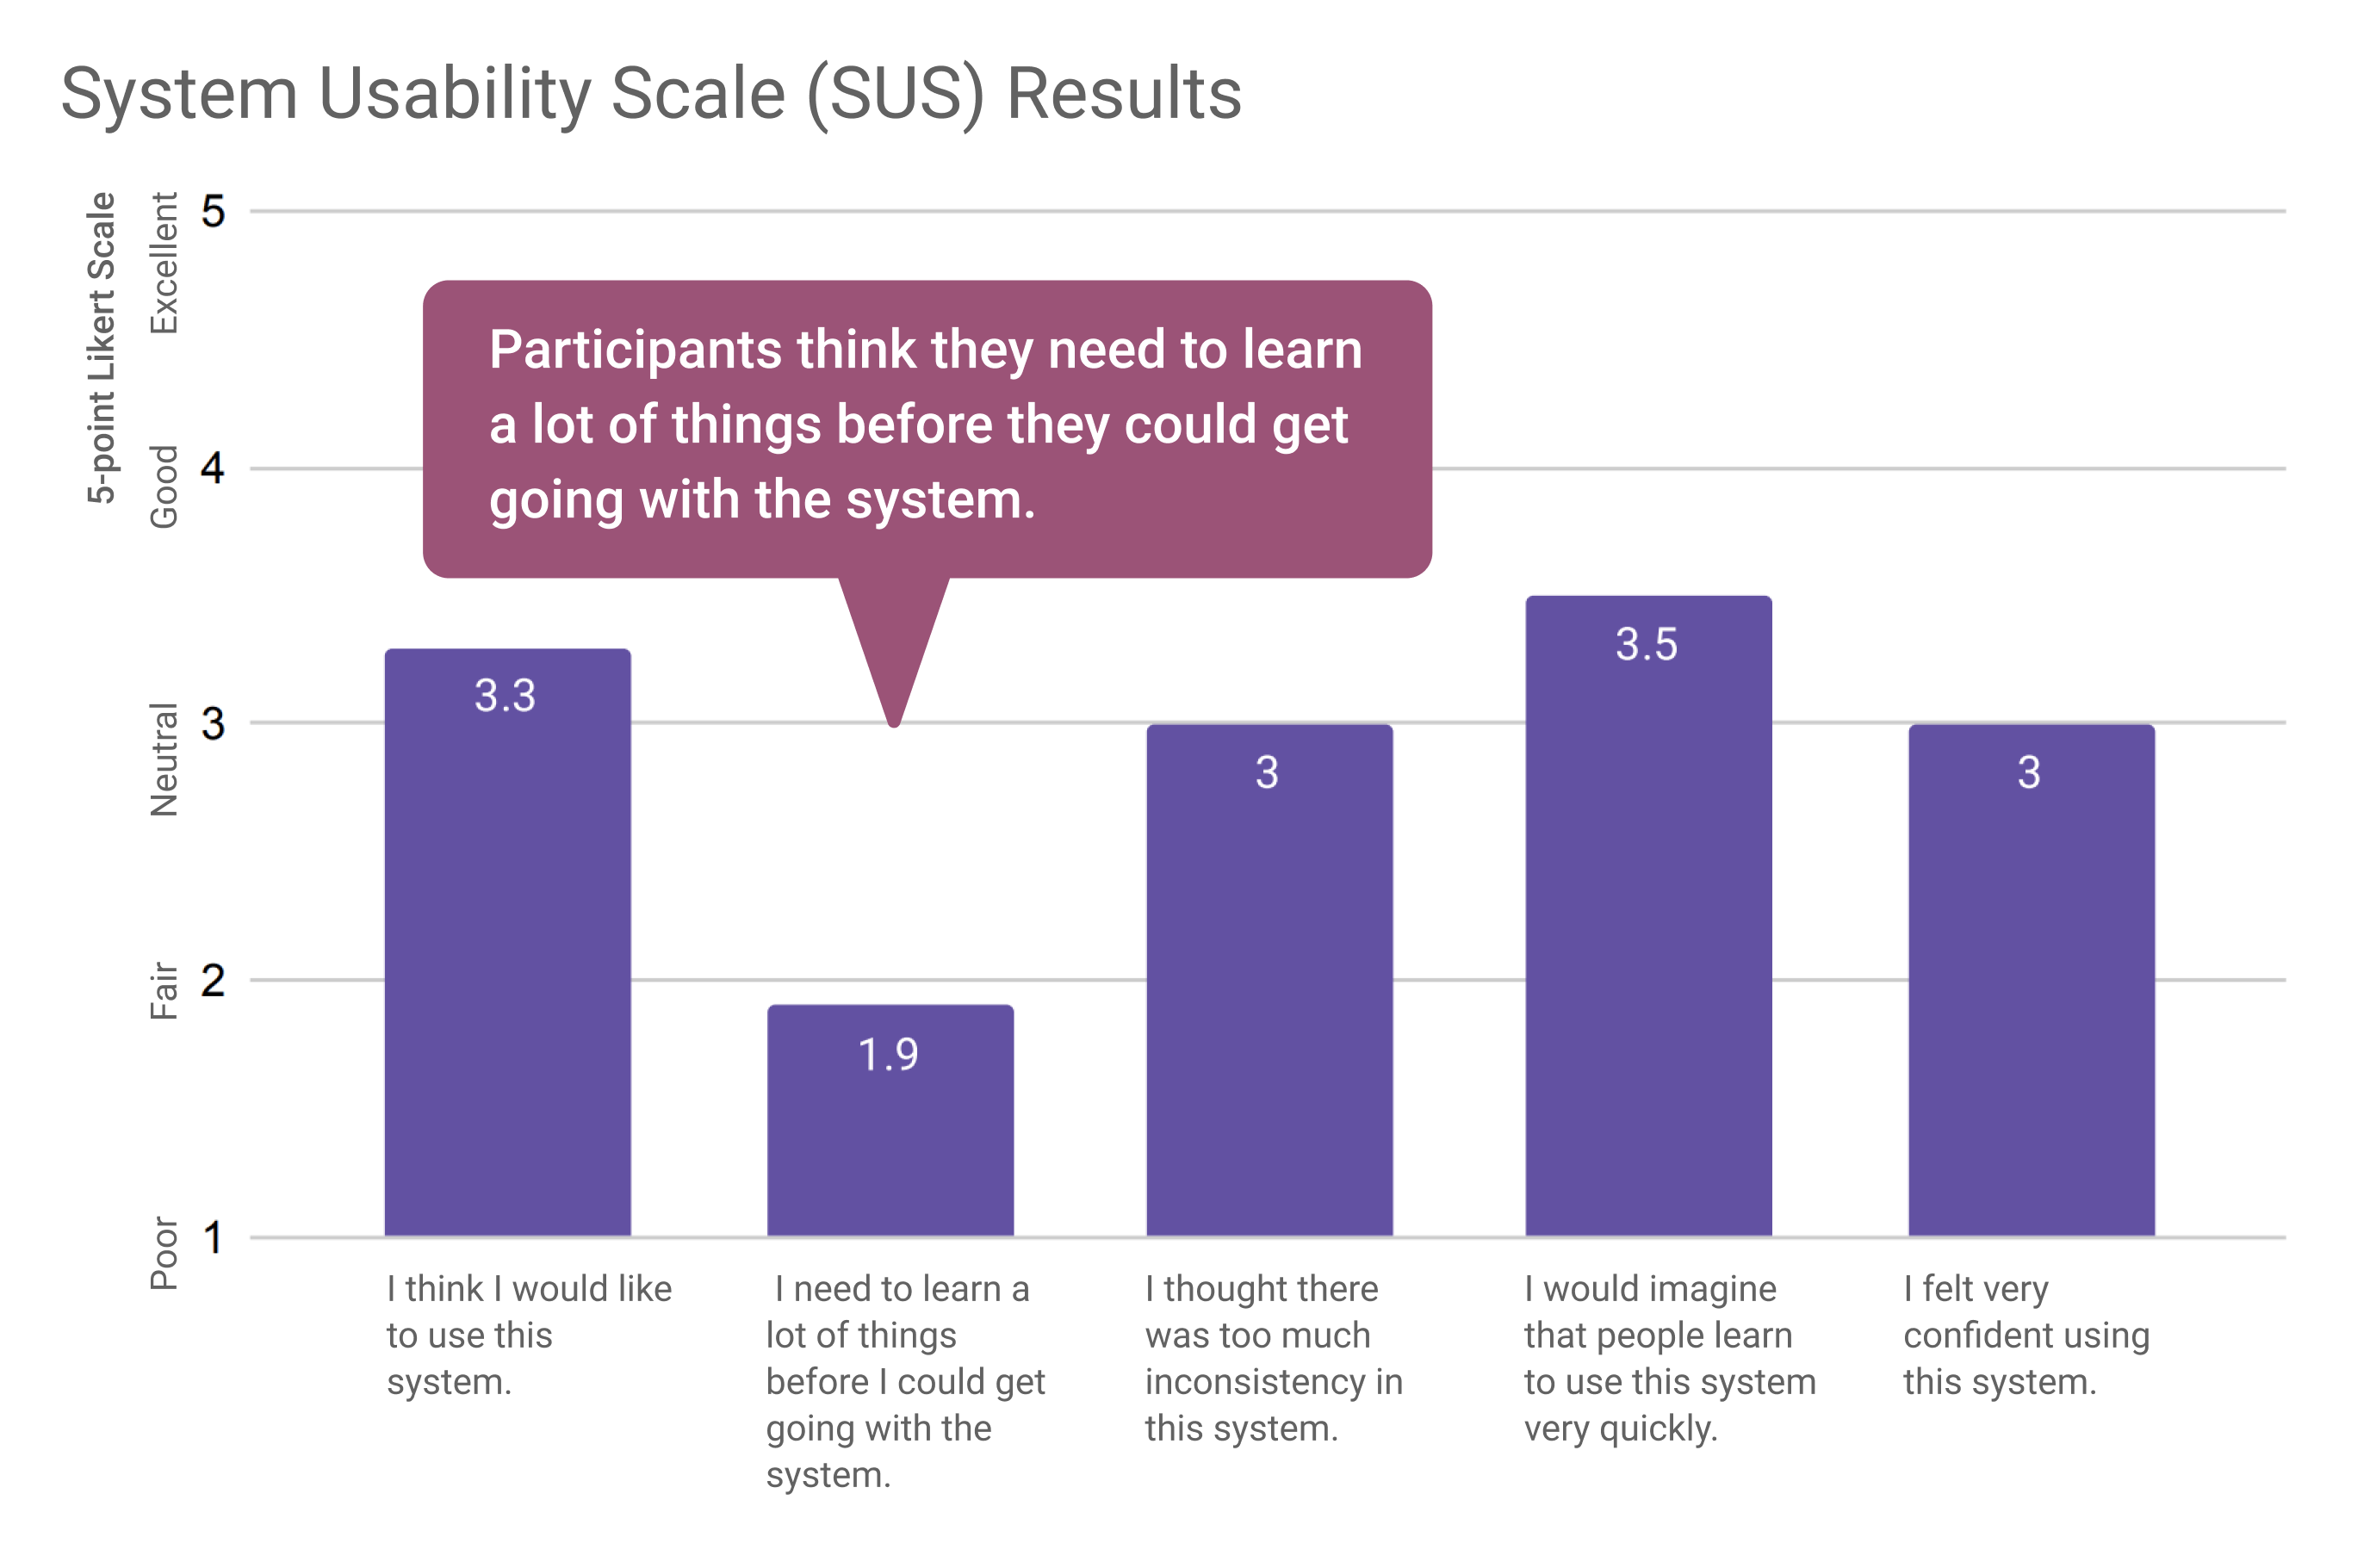 System Usability Scale (SUS) Results
5-point Likert Scale
Excellent
Good
Neutral
Fair
Poor
5
4
3
2
1
Participants think they need to learn
a lot of things before they could get
going with the system.
3.3
1.9
3
3.5
3
I think I would like
to use this
system.
I need to learn a
lot of things
before I could get
going with the
system.
I thought there
was too much
inconsistency in
this system.
I would imagine
that people learn
to use this system
very quickly.
I felt very
confident using
this system.